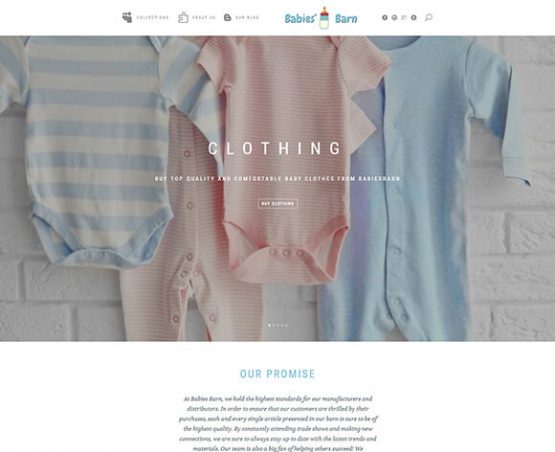 COLLECTIONS ABOUT US OUR BLOG Babies' Barn
CLOTHING
BUY TOP QUALITY AND COMFORTABLE BABY CLOTHES FROM BABIESBARN
BUY CLOTHING
OUR PROMISE
At Babies Barn, we hold the highest standards for our manufacturere and
distributors. In order to ensure that our customers are thrilled by their
purchases, each and every single article presented in our barn is sure to be of
the highest quality. By constantly attending trade shows and making new
connections, we are sure to always stay up to date with the latest trends and
materials. Our team is also a big fan of helping others succeed! We